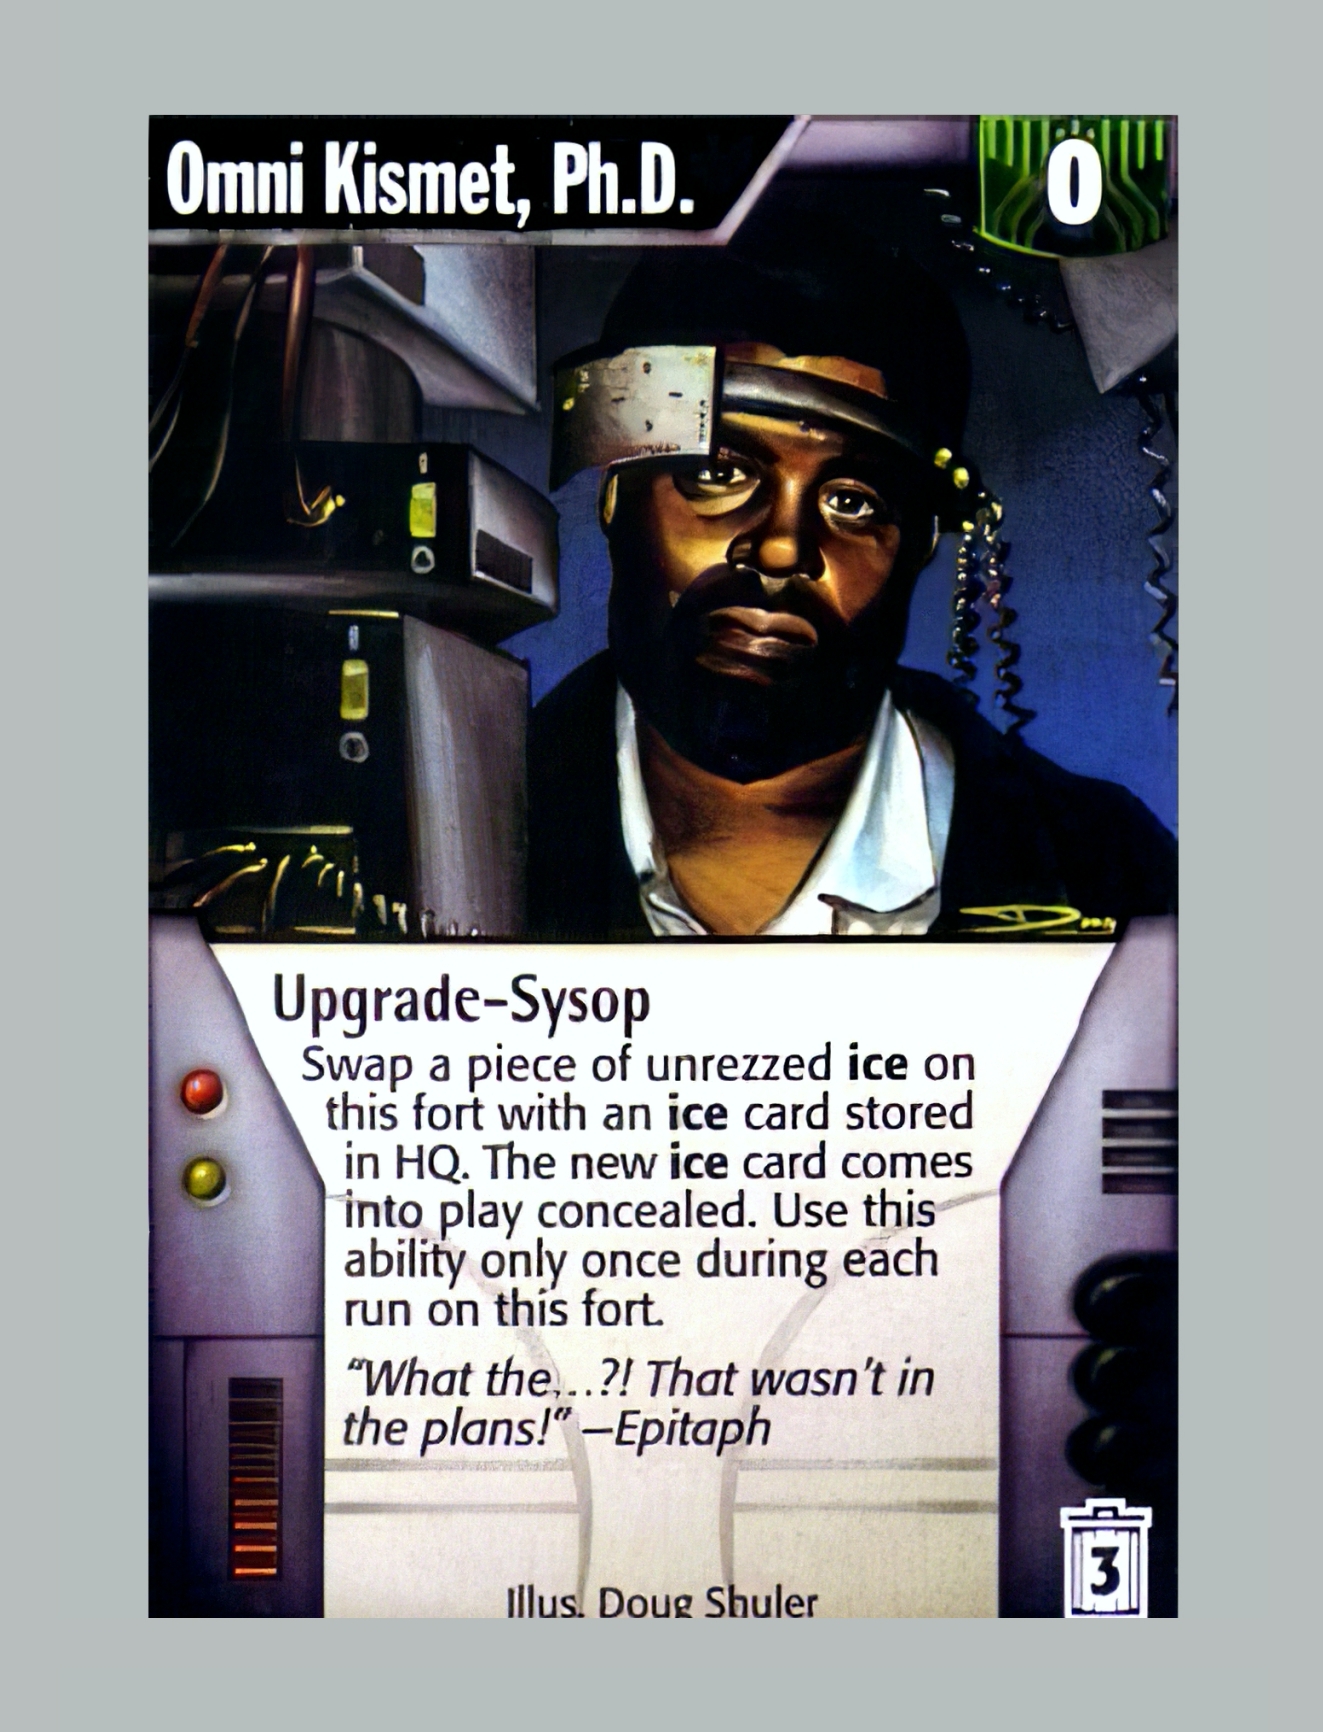 Omni Kismet, Ph.D.
0
Doug
Upgrade-Sysop
Swap a piece of unrezzed ice on
this fort with an ice card stored
in HQ. The new ice card comes
into play concealed. Use this
ability only once during each
run on this fort.
"What the...?! That wasn't in
the plans!" —Epitaph
3
Illus. Doug Shuler